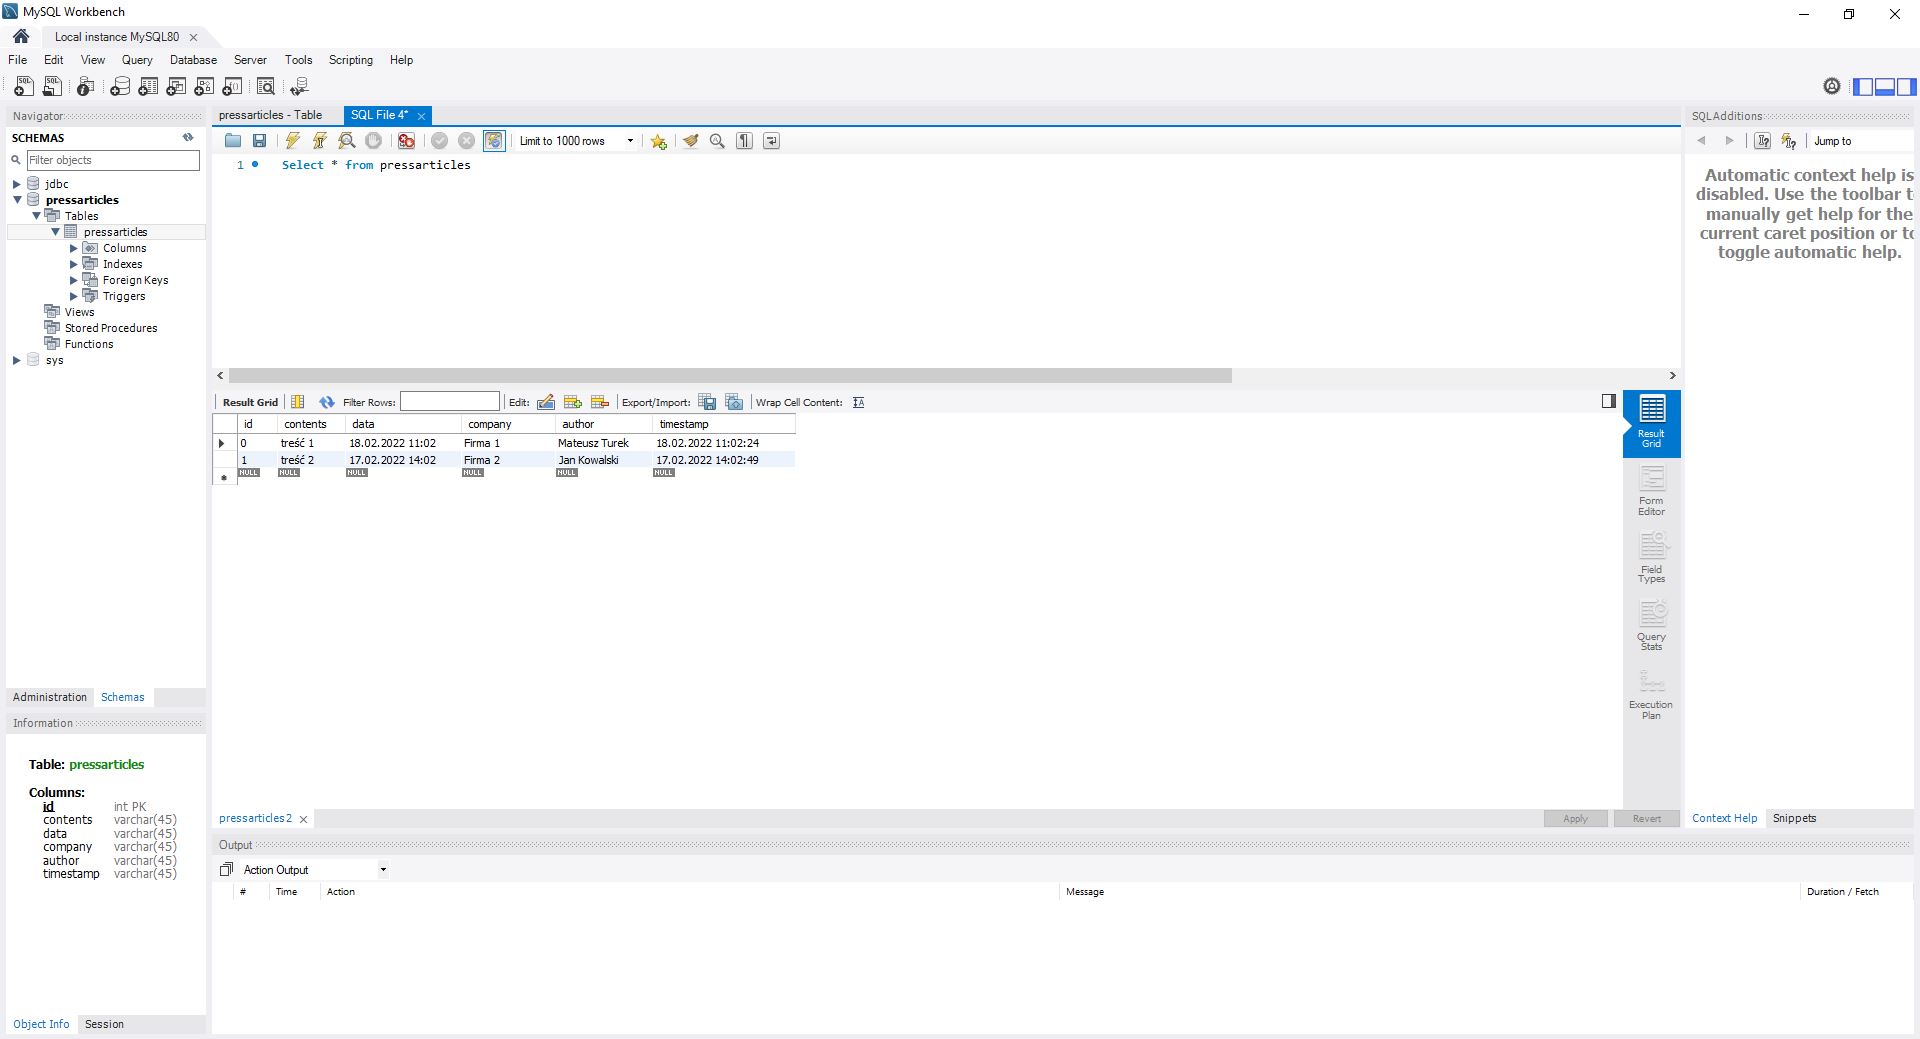 MySQL Workbench
Local instance MySQL80
File Edit View Query Database Server Tools Scripting Help
Navigator
SCHEMAS
Filter objects
jdbc
pressarticles
Tables
pressarticles
Columns
Indexes
Foreign Keys
Triggers
Views
Stored Procedures
Functions
sys
Administration Schemas
Information
Table: pressarticles
Columns:
id int PK
contents varchar(45)
data varchar(45)
company varchar(45)
author varchar(45)
timestamp varchar(45)
Object Info Session
pressarticles - Table SQL File 4*
Limit to 1000 rows
1 Select * from pressarticles
Result Grid Filter Rows: Edit: Export/Import: Wrap Cell Content:
id contents data company author timestamp
0 treść 1 18.02.2022 11:02 Firma 1 Mateusz Turek 18.02.2022 11:02:24
1 treść 2 17.02.2022 14:02 Firma 2 Jan Kowalski 17.02.2022 14:02:49
NULL NULL NULL NULL NULL NULL
Result
Grid
Form
Editor
Field
Types
Query
Stats
Execution
Plan
pressarticles 2
Apply Revert
Output
Action Output
# Time Action Message Duration / Fetch
SQLAdditions
Jump to
Automatic context help is
disabled. Use the toolbar t
manually get help for the
current caret position or to
toggle automatic help.
Context Help Snippets